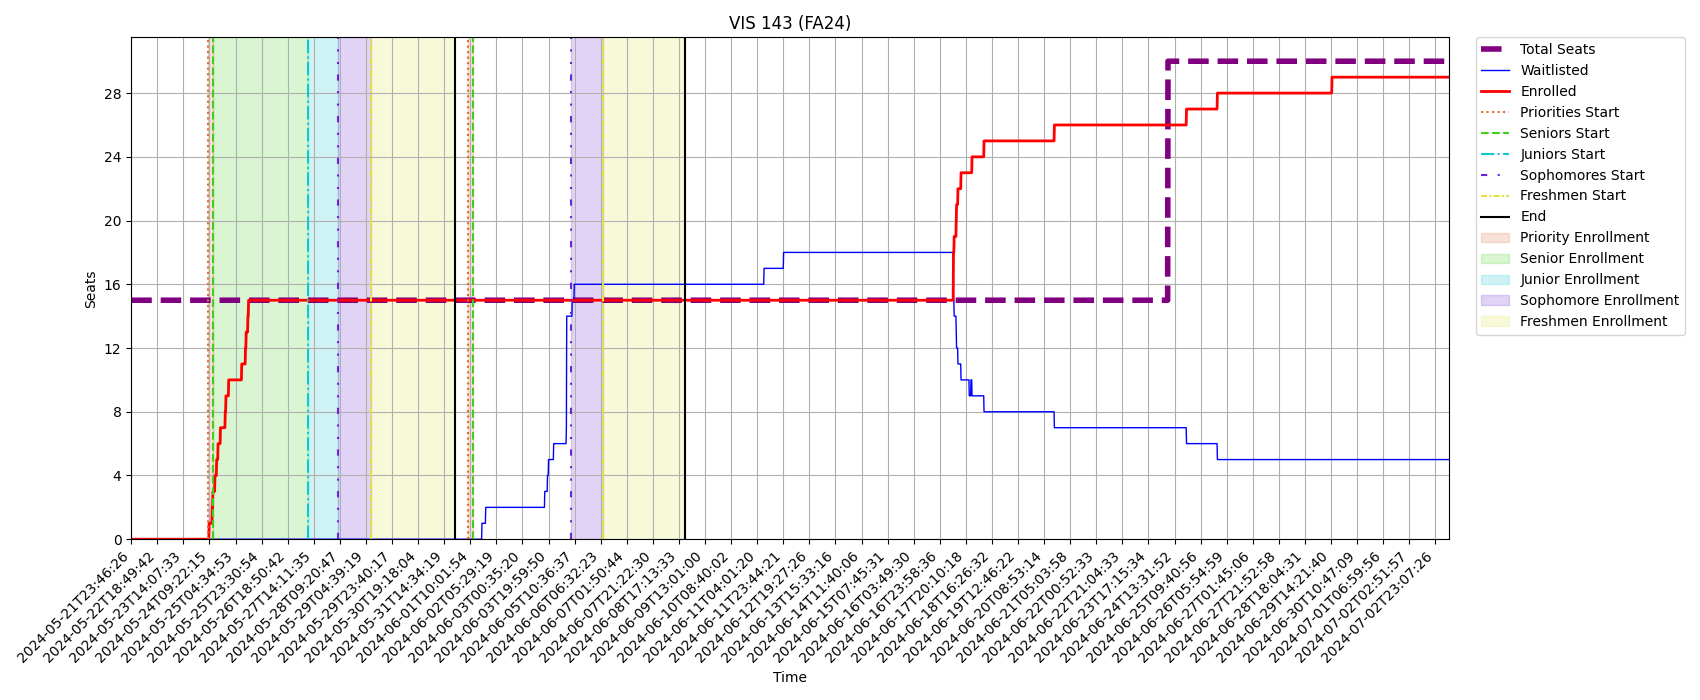 VIS 143 (FA24)
Total Seats
Waitlisted
Enrolled
Priorities Start
Seniors Start
Juniors Start
Sophomores Start
Freshmen Start
End
Priority Enrollment
Senior Enrollment
Junior Enrollment
Sophomore Enrollment
Freshmen Enrollment
Seats
28
24
20
16
12
8
4
0
2024-05-21T23:46:26
2024-05-22T18:49:42
2024-05-23T14:07:33
2024-05-24T09:22:15
2024-05-25T04:34:53
2024-05-25T23:30:54
2024-05-26T18:50:42
2024-05-27T14:11:35
2024-05-28T09:20:47
2024-05-29T04:39:19
2024-05-29T23:40:17
2024-05-30T19:18:04
2024-05-31T14:34:19
2024-06-01T10:01:54
2024-06-02T05:29:19
2024-06-03T00:35:20
2024-06-03T19:59:50
2024-06-05T10:36:37
2024-06-06T06:32:23
2024-06-07T01:50:44
2024-06-07T21:22:30
2024-06-08T17:13:33
2024-06-09T13:01:00
2024-06-10T08:40:02
2024-06-11T04:01:20
2024-06-11T23:44:21
2024-06-12T19:27:26
2024-06-13T15:33:16
2024-06-14T11:40:06
2024-06-15T07:45:31
2024-06-16T03:49:30
2024-06-16T23:58:36
2024-06-17T20:10:18
2024-06-18T16:26:32
2024-06-19T12:46:22
2024-06-20T08:53:14
2024-06-21T05:03:58
2024-06-22T00:52:33
2024-06-22T21:04:33
2024-06-23T17:15:34
2024-06-24T13:31:52
2024-06-25T09:40:56
2024-06-26T05:54:59
2024-06-27T01:45:06
2024-06-27T21:52:58
2024-06-28T18:04:31
2024-06-29T14:21:40
2024-06-30T10:47:09
2024-07-01T06:59:56
2024-07-02T02:51:57
2024-07-02T23:07:26
Time